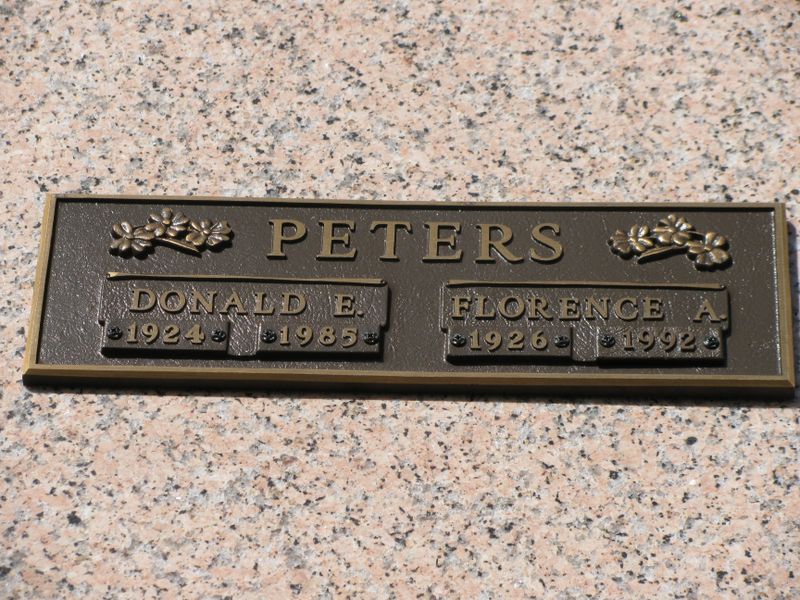 PETERS
DONALD E.
1924 1985
FLORENCE A.
1926 1992